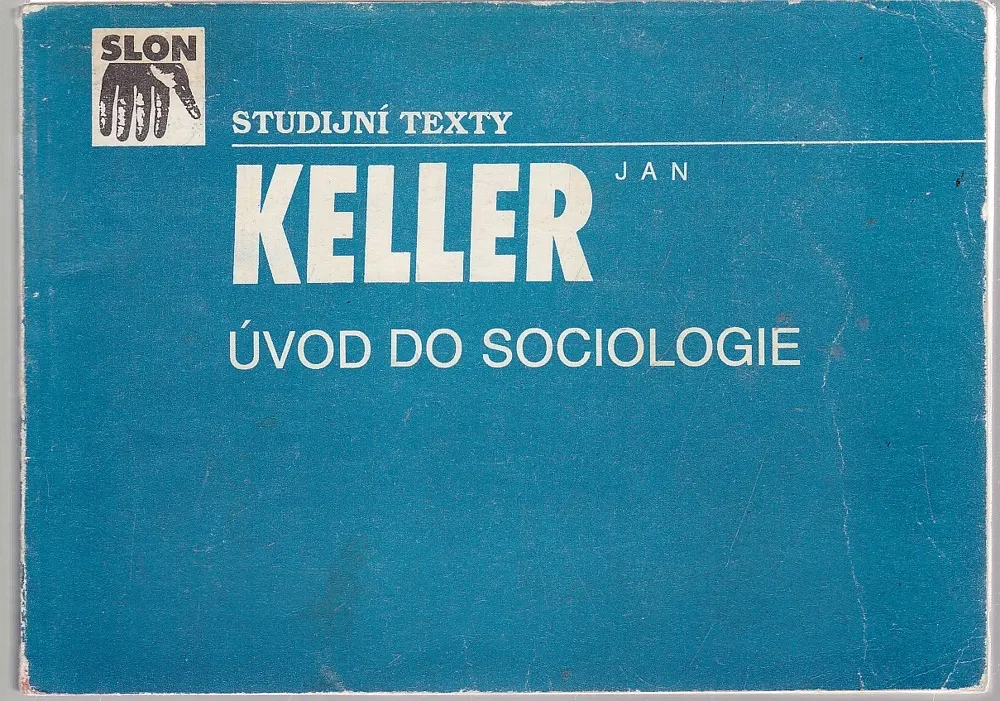 SLON
STUDIJNÍ TEXTY
KELLER JAN
ÚVOD DO SOCIOLOGIE